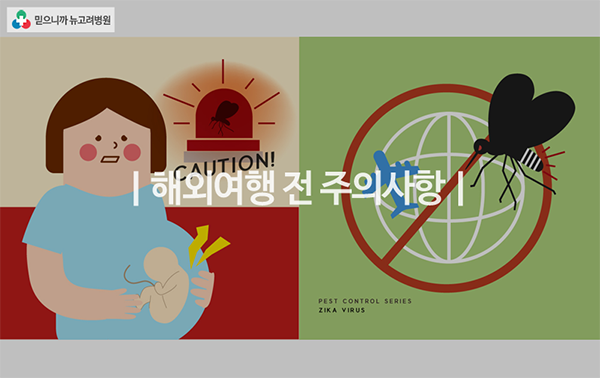 믿으니까 뉴고려병원
CAUTION!
| 해외여행 전 주의사항 |
PEST CONTROL SERIES
ZIKA VIRUS